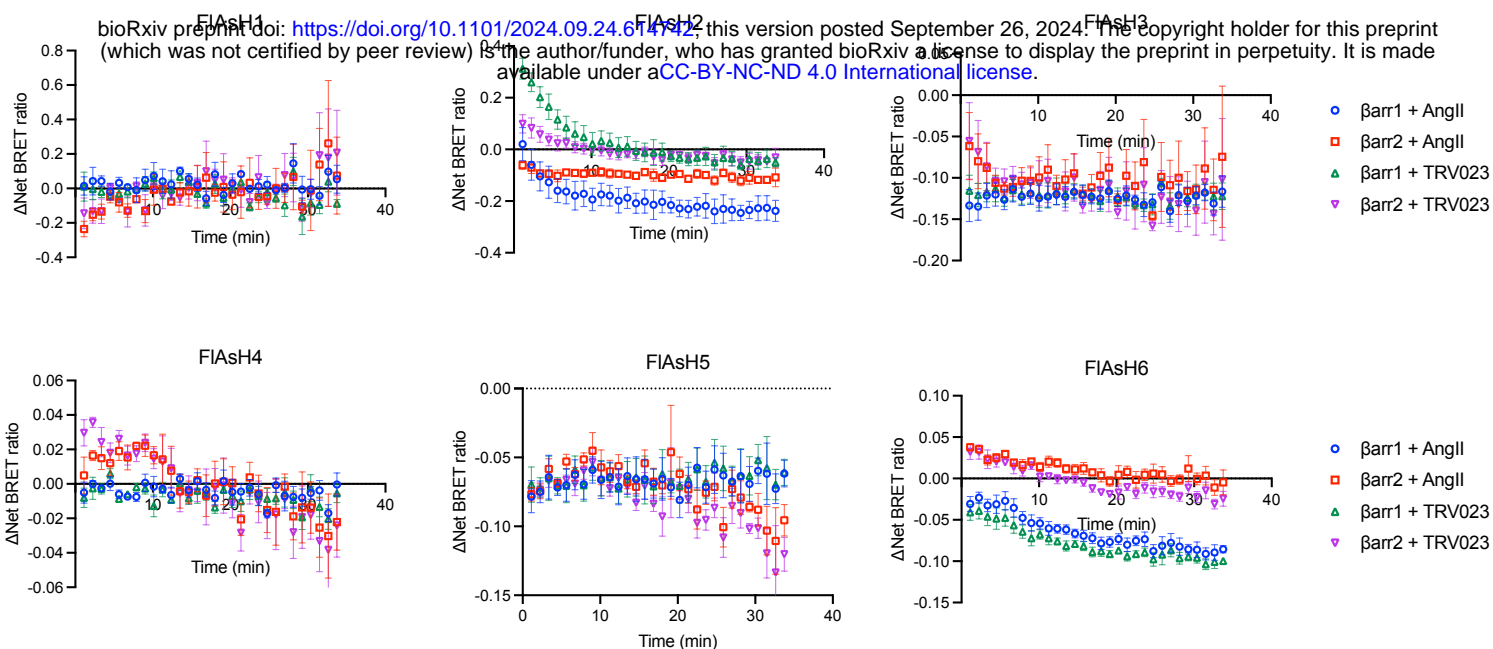 FlAsH1
FlAsH2
FlAsH3
bioRxiv preprint doi: https://doi.org/10.1101/2024.09.24.614742; this version posted September 26, 2024. The copyright holder for this preprint
(which was not certified by peer review) is the author/funder, who has granted bioRxiv a license to display the preprint in perpetuity. It is made
available under aCC-BY-NC-ND 4.0 International license.
ΔNet BRET ratio
0.8
0.6
0.4
0.2
0.0
-0.2
-0.4
10
20
30
40
Time (min)
ΔNet BRET ratio
0.4
0.2
0.0
-0.2
-0.4
10
20
30
40
Time (min)
ΔNet BRET ratio
0.05
0.00
-0.05
-0.10
-0.15
-0.20
10
20
30
40
Time (min)
βarr1 + AngII
βarr2 + AngII
βarr1 + TRV023
βarr2 + TRV023
FlAsH4
ΔNet BRET ratio
0.06
0.04
0.02
0.00
-0.02
-0.04
-0.06
10
20
30
40
Time (min)
FlAsH5
ΔNet BRET ratio
0.00
-0.05
-0.10
-0.15
0
10
20
30
40
Time (min)
FlAsH6
ΔNet BRET ratio
0.10
0.05
0.00
-0.05
-0.10
-0.15
10
20
30
40
Time (min)
βarr1 + AngII
βarr2 + AngII
βarr1 + TRV023
βarr2 + TRV023